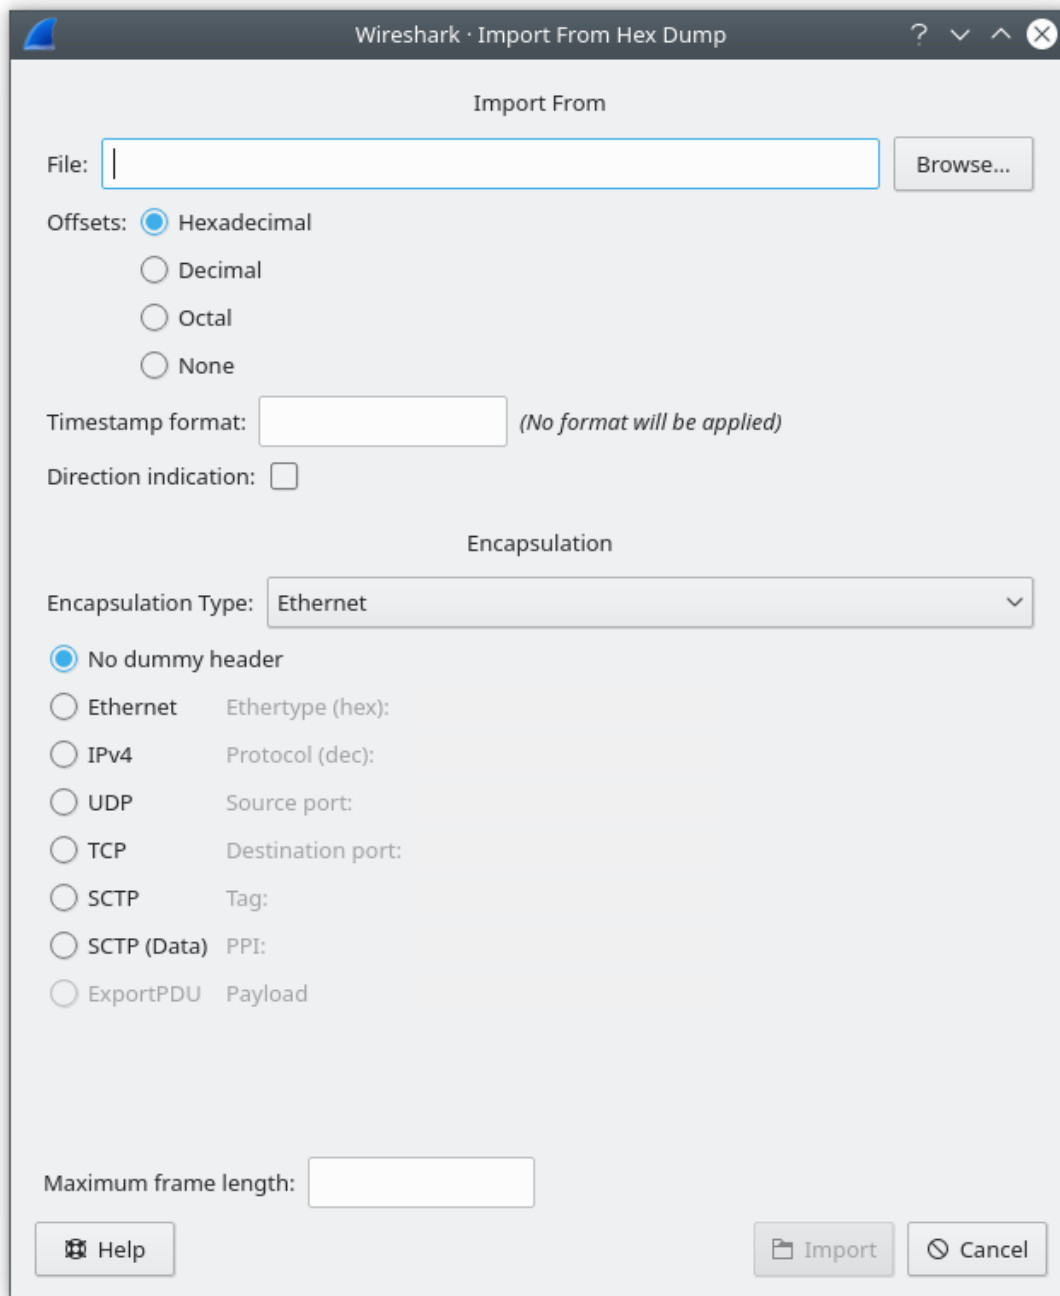 Wireshark · Import From Hex Dump
Import From
File: Browse...
Offsets: Hexadecimal
Decimal
Octal
None
Timestamp format: (No format will be applied)
Direction indication:
Encapsulation
Encapsulation Type: Ethernet
No dummy header
Ethernet Ethertype (hex):
IPv4 Protocol (dec):
UDP Source port:
TCP Destination port:
SCTP Tag:
SCTP (Data) PPI:
ExportPDU Payload
Maximum frame length:
Help Import Cancel